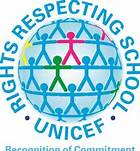 RIGHTS RESPECTING SCHOOL
· UNICEF ·
Recognition of Commitment